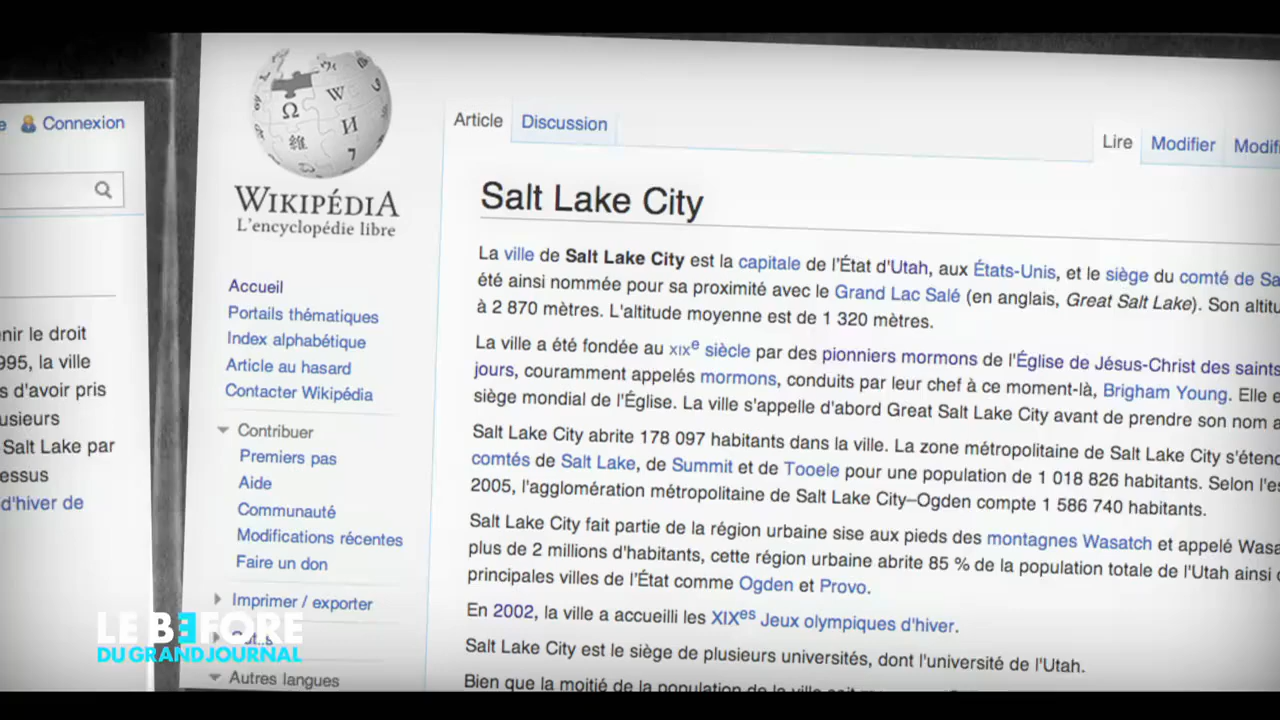 e Connexion
enir le droit
995, la ville
s d'avoir pris
usieurs
Salt Lake par
essus
d'hiver de
WIKIPÉDIA
L'encyclopédie libre
Accueil
Portails thématiques
Index alphabétique
Article au hasard
Contacter Wikipédia
Contribuer
Premiers pas
Aide
Communauté
Modifications récentes
Faire un don
Imprimer / exporter
Autres langues
Article Discussion Lire Modifier Modifi
Salt Lake City
La ville de Salt Lake City est la capitale de l'État d'Utah, aux États-Unis, et le siège du comté de Sa
été ainsi nommée pour sa proximité avec le Grand Lac Salé (en anglais, Great Salt Lake). Son altitu
à 2 870 mètres. L'altitude moyenne est de 1 320 mètres.
La ville a été fondée au XIXe siècle par des pionniers mormons de l'Église de Jésus-Christ des saints
jours, couramment appelés mormons, conduits par leur chef à ce moment-là, Brigham Young. Elle e
siège mondial de l'Église. La ville s'appelle d'abord Great Salt Lake City avant de prendre son nom a
Salt Lake City abrite 178 097 habitants dans la ville. La zone métropolitaine de Salt Lake City s'étend
comtés de Salt Lake, de Summit et de Tooele pour une population de 1 018 826 habitants. Selon l'es
2005, l'agglomération métropolitaine de Salt Lake City–Ogden compte 1 586 740 habitants.
Salt Lake City fait partie de la région urbaine sise aux pieds des montagnes Wasatch et appelé Wasa
plus de 2 millions d'habitants, cette région urbaine abrite 85 % de la population totale de l'Utah ainsi
principales villes de l'État comme Ogden et Provo.
En 2002, la ville a accueilli les XIXes Jeux olympiques d'hiver.
Salt Lake City est le siège de plusieurs universités, dont l'université de l'Utah.
Bien que la moitié de la population de la ville soit
LE BEFORE
DU GRAND JOURNAL